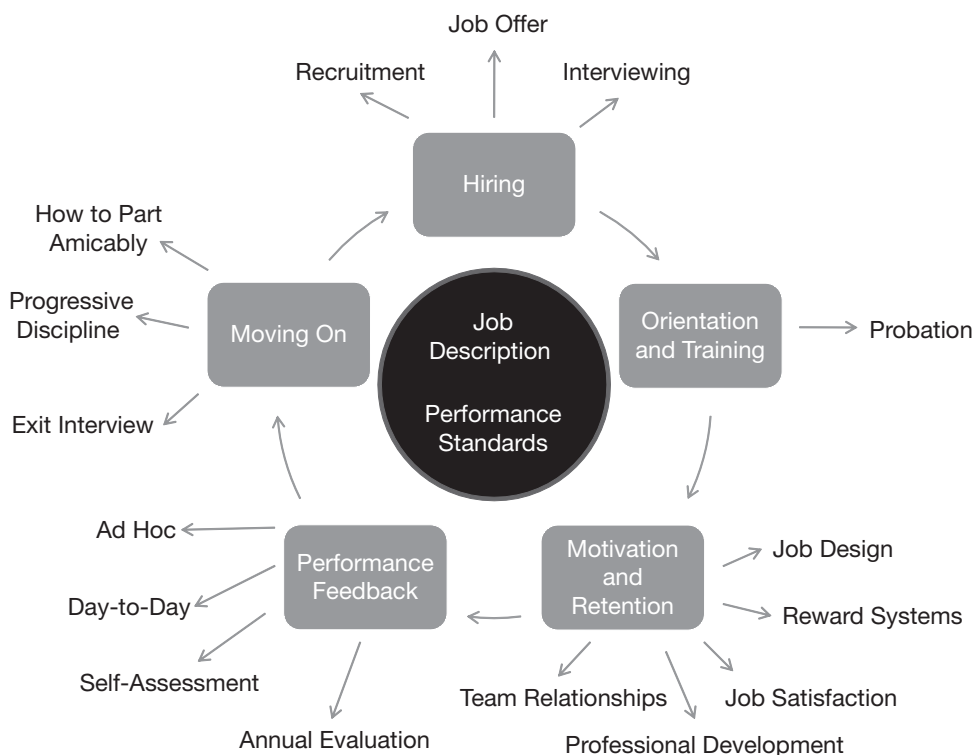 Job Offer
Recruitment
Interviewing
Hiring
How to Part
Amicably
Progressive
Discipline
Moving On
Exit Interview
Job
Description
Performance
Standards
Orientation
and Training
Probation
Ad Hoc
Day-to-Day
Performance
Feedback
Self-Assessment
Annual Evaluation
Motivation
and
Retention
Job Design
Reward Systems
Team Relationships
Job Satisfaction
Professional Development